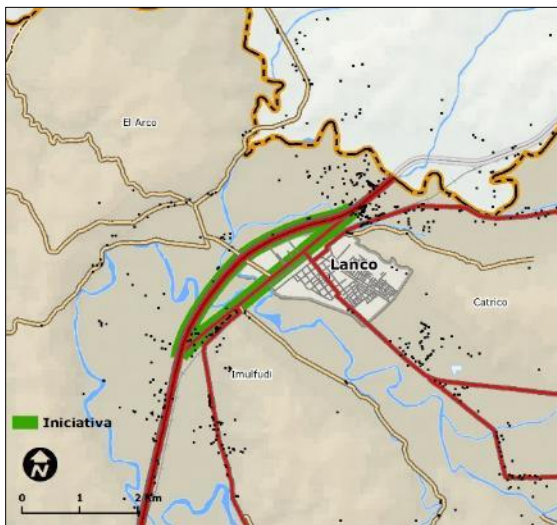 El Arco
Lanco
Catrico
Imulfudi
Iniciativa
N
0 1 2 Km